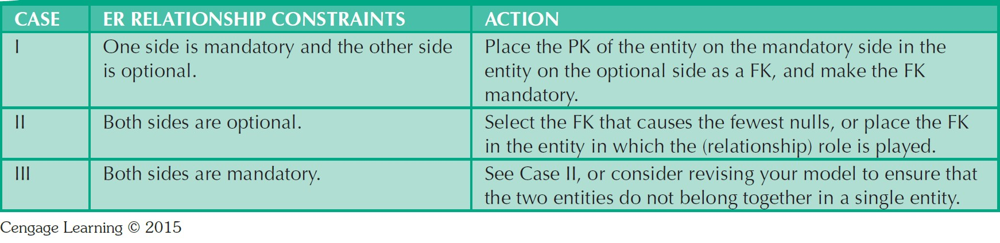 CASE ER RELATIONSHIP CONSTRAINTS ACTION
I One side is mandatory and the other side Place the PK of the entity on the mandatory side in the
is optional. entity on the optional side as a FK, and make the FK
mandatory.
II Both sides are optional. Select the FK that causes the fewest nulls, or place the FK
in the entity in which the (relationship) role is played.
III Both sides are mandatory. See Case II, or consider revising your model to ensure that
the two entities do not belong together in a single entity.
Cengage Learning © 2015